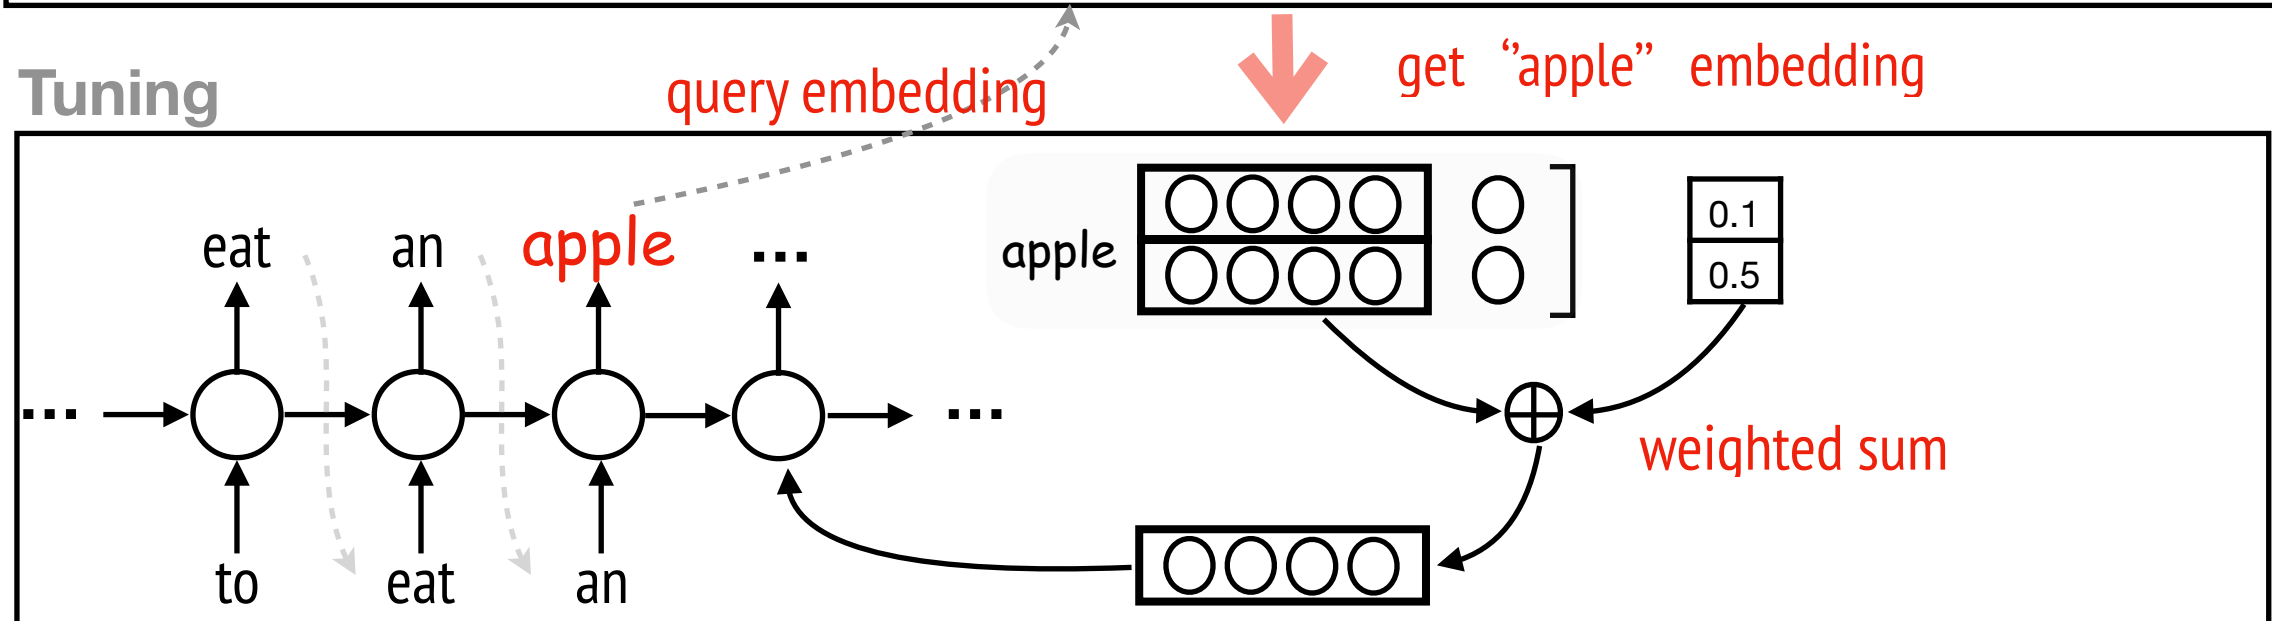 get “apple” embedding
Tuning
query embedding
eat an apple ...
apple
0.1
0.5
... ...
weighted sum
to eat an